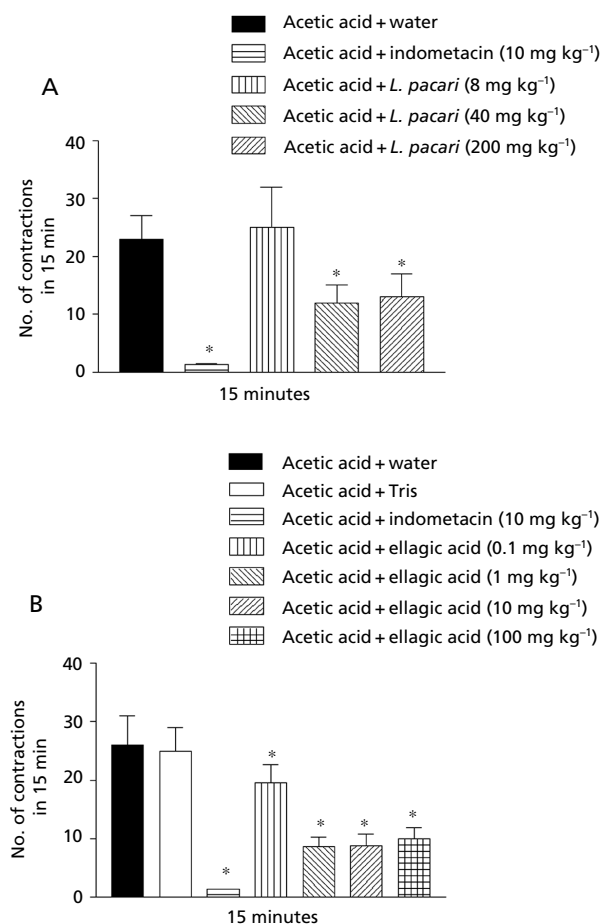 Acetic acid + water
Acetic acid + indometacin (10 mg kg⁻¹)
A
Acetic acid + L. pacari (8 mg kg⁻¹)
Acetic acid + L. pacari (40 mg kg⁻¹)
Acetic acid + L. pacari (200 mg kg⁻¹)
40
30
20
10
0
No. of contractions
in 15 min
*
*
*
15 minutes
Acetic acid + water
Acetic acid + Tris
Acetic acid + indometacin (10 mg kg⁻¹)
Acetic acid + ellagic acid (0.1 mg kg⁻¹)
Acetic acid + ellagic acid (1 mg kg⁻¹)
B
Acetic acid + ellagic acid (10 mg kg⁻¹)
Acetic acid + ellagic acid (100 mg kg⁻¹)
40
30
20
10
0
No. of contractions
in 15 min
*
*
*
*
*
15 minutes